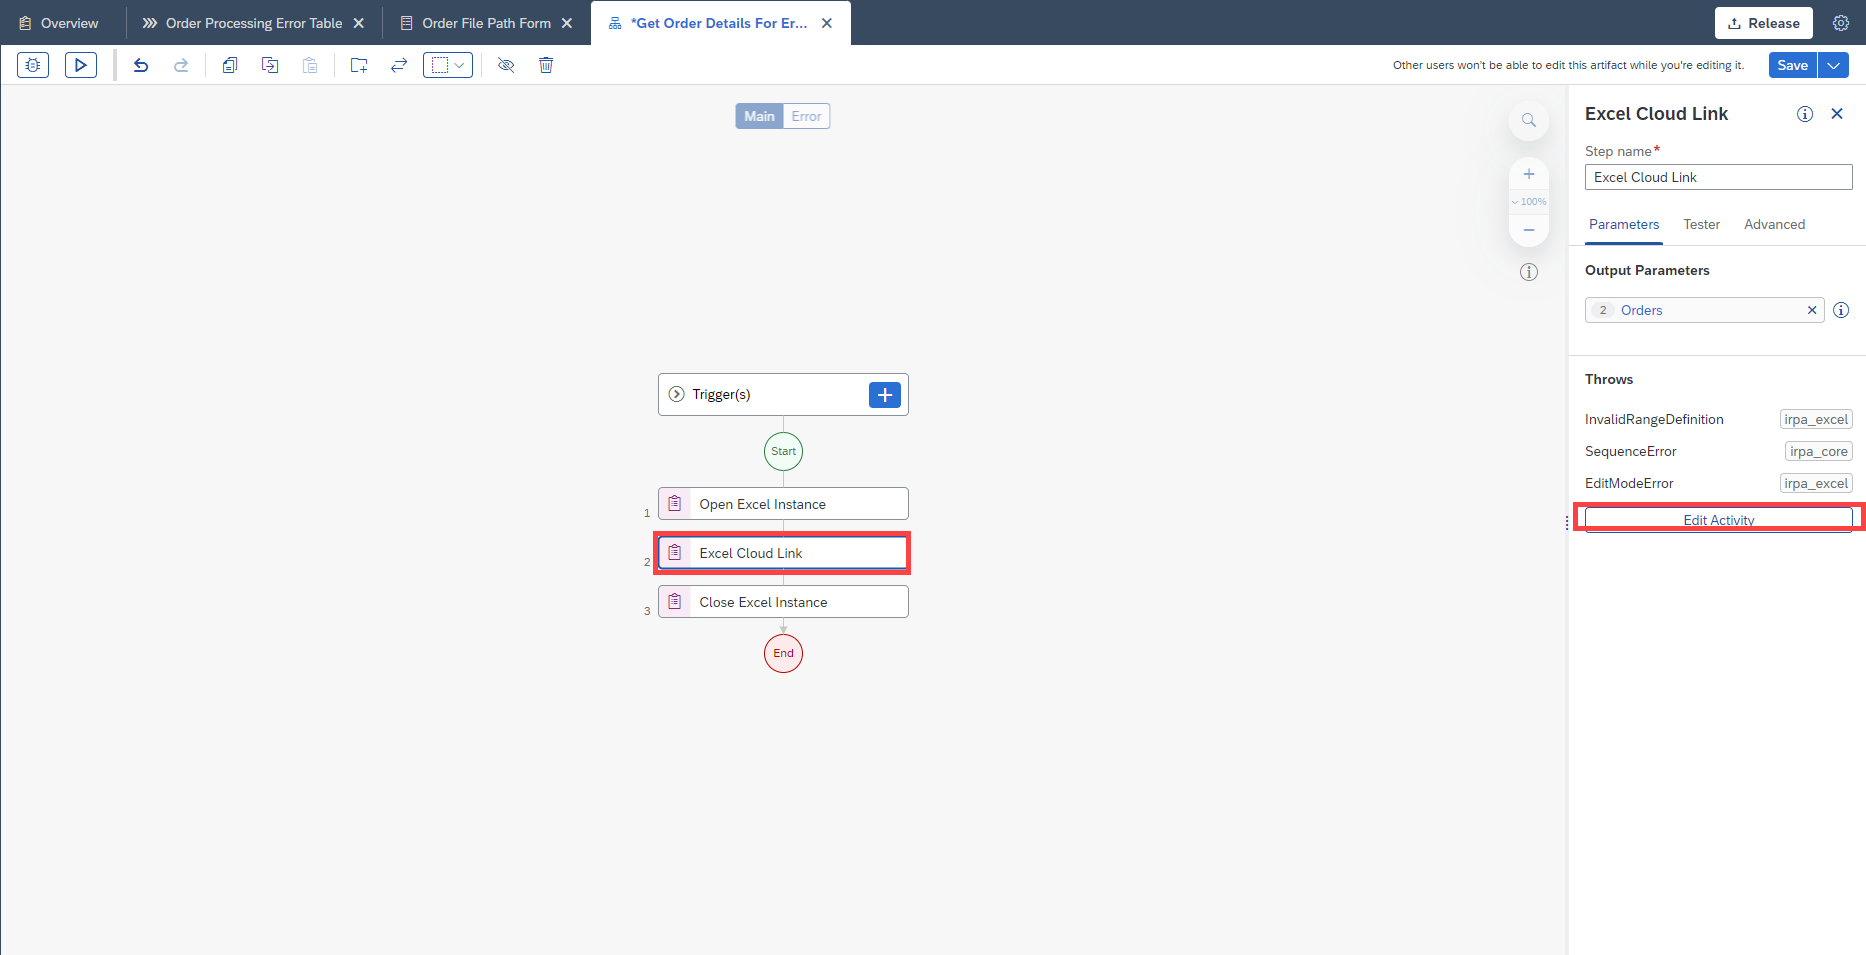 Overview
Order Processing Error Table
Order File Path Form
*Get Order Details For Er...
Release
Other users won't be able to edit this artifact while you're editing it.
Save
Main
Error
100%
Trigger(s)
Start
1
Open Excel Instance
2
Excel Cloud Link
3
Close Excel Instance
End
Excel Cloud Link
Step name*
Excel Cloud Link
Parameters
Tester
Advanced
Output Parameters
2 Orders
Throws
InvalidRangeDefinition irpa_excel
SequenceError irpa_core
EditModeError irpa_excel
Edit Activity